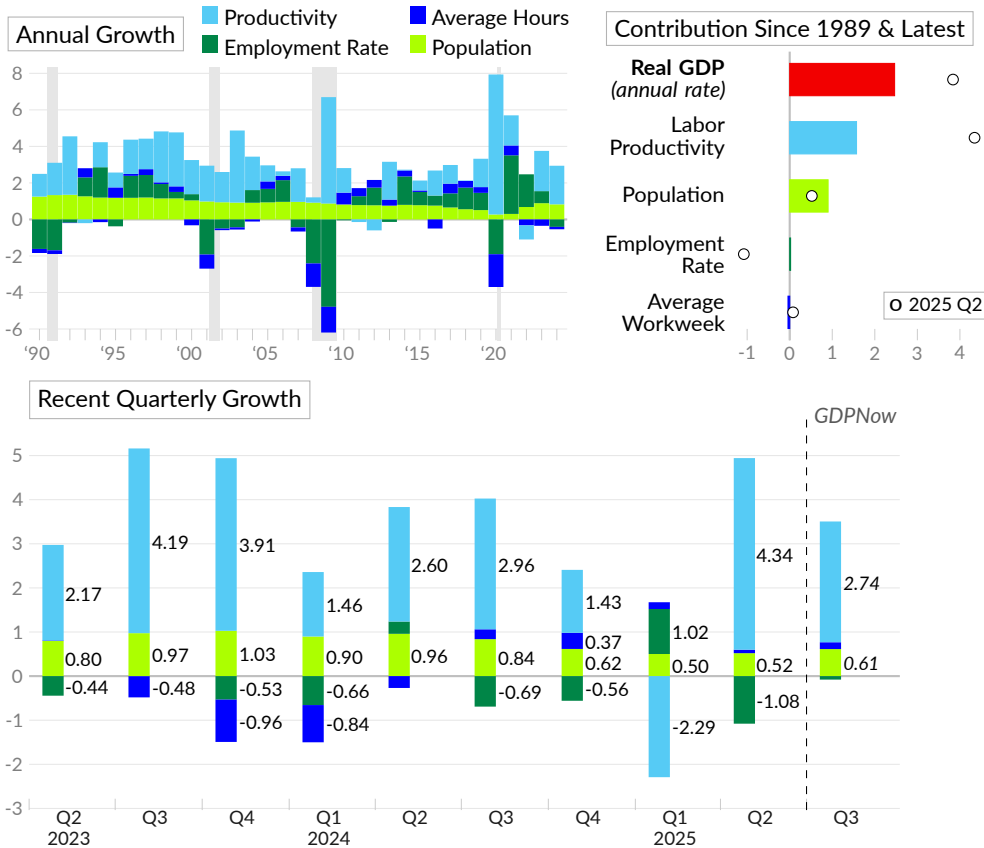 Annual Growth
Productivity
Average Hours
Employment Rate
Population
8
6
4
2
0
-2
-4
-6
'90
'95
'00
'05
'10
'15
'20
Contribution Since 1989 & Latest
Real GDP
(annual rate)
Labor
Productivity
Population
Employment
Rate
Average
Workweek
2025 Q2
-1
0
1
2
3
4
Recent Quarterly Growth
GDPNow
5
4
3
2
1
0
-1
-2
-3
2.17
0.80
-0.44
4.19
0.97
-0.48
3.91
1.03
-0.53
-0.96
1.46
0.90
-0.66
-0.84
2.60
0.96
2.96
0.84
-0.69
1.43
0.37
0.62
-0.56
1.02
0.50
-2.29
4.34
0.52
-1.08
2.74
0.61
Q2
2023
Q3
Q4
Q1
2024
Q2
Q3
Q4
Q1
2025
Q2
Q3